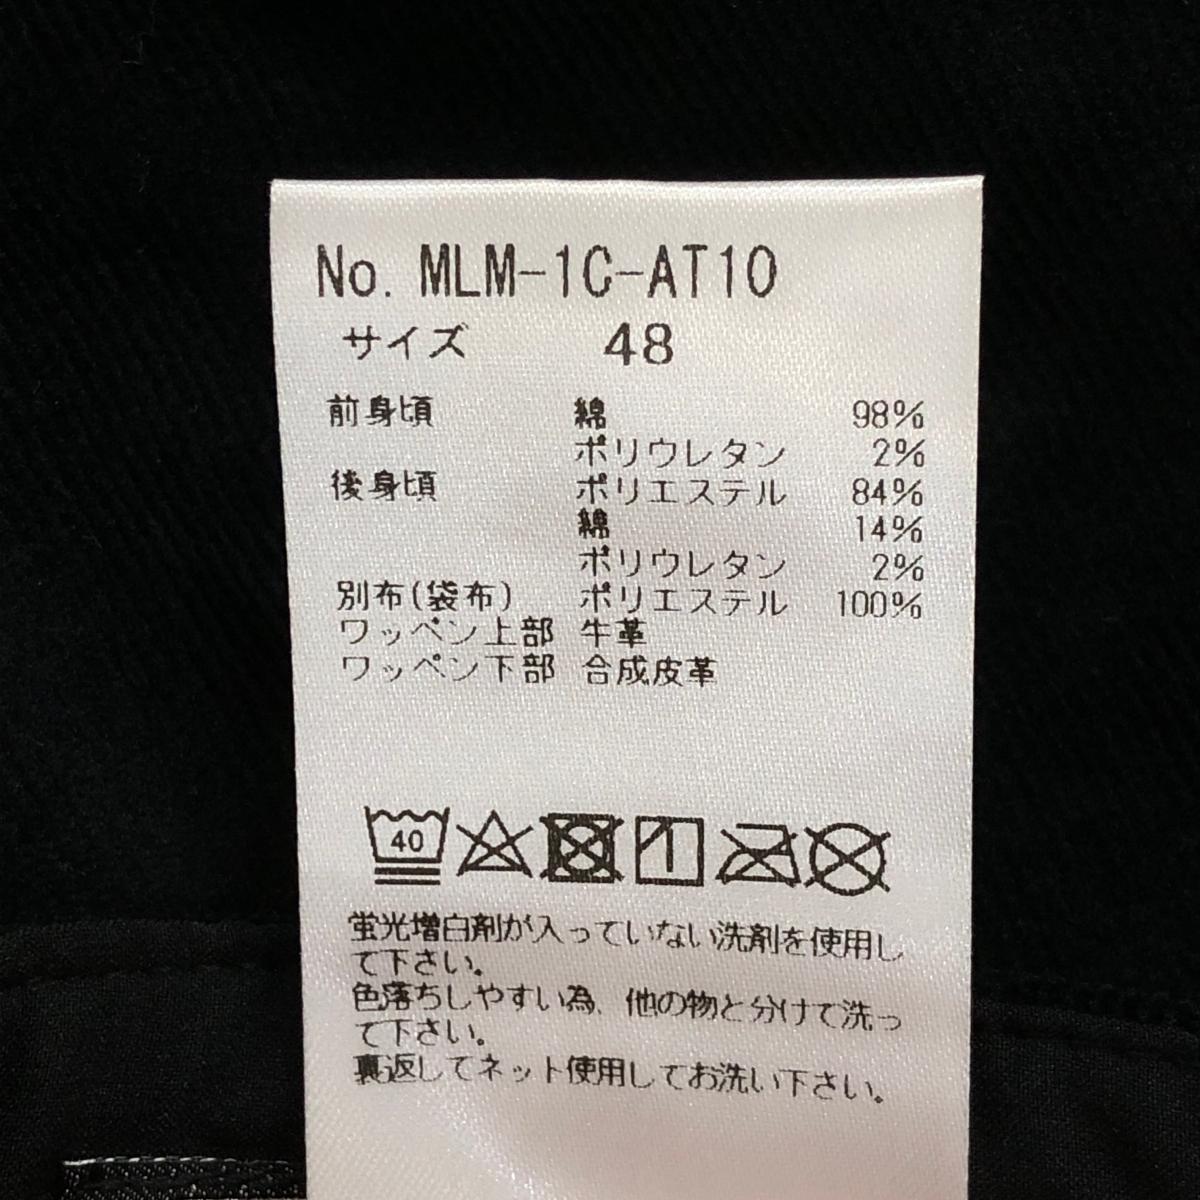 No. MLM-1C-AT10
サイズ 48
前身頃 綿 98%
ポリウレタン 2%
後身頃 ポリエステル 84%
綿 14%
ポリウレタン 2%
別布(袋布) ポリエステル 100%
ワッペン上部 牛革
ワッペン下部 合成皮革
40
蛍光増白剤が入っていない洗剤を使用し
て下さい。
色落ちしやすい為、他の物と分けて洗っ
て下さい。
裏返してネット使用してお洗い下さい。